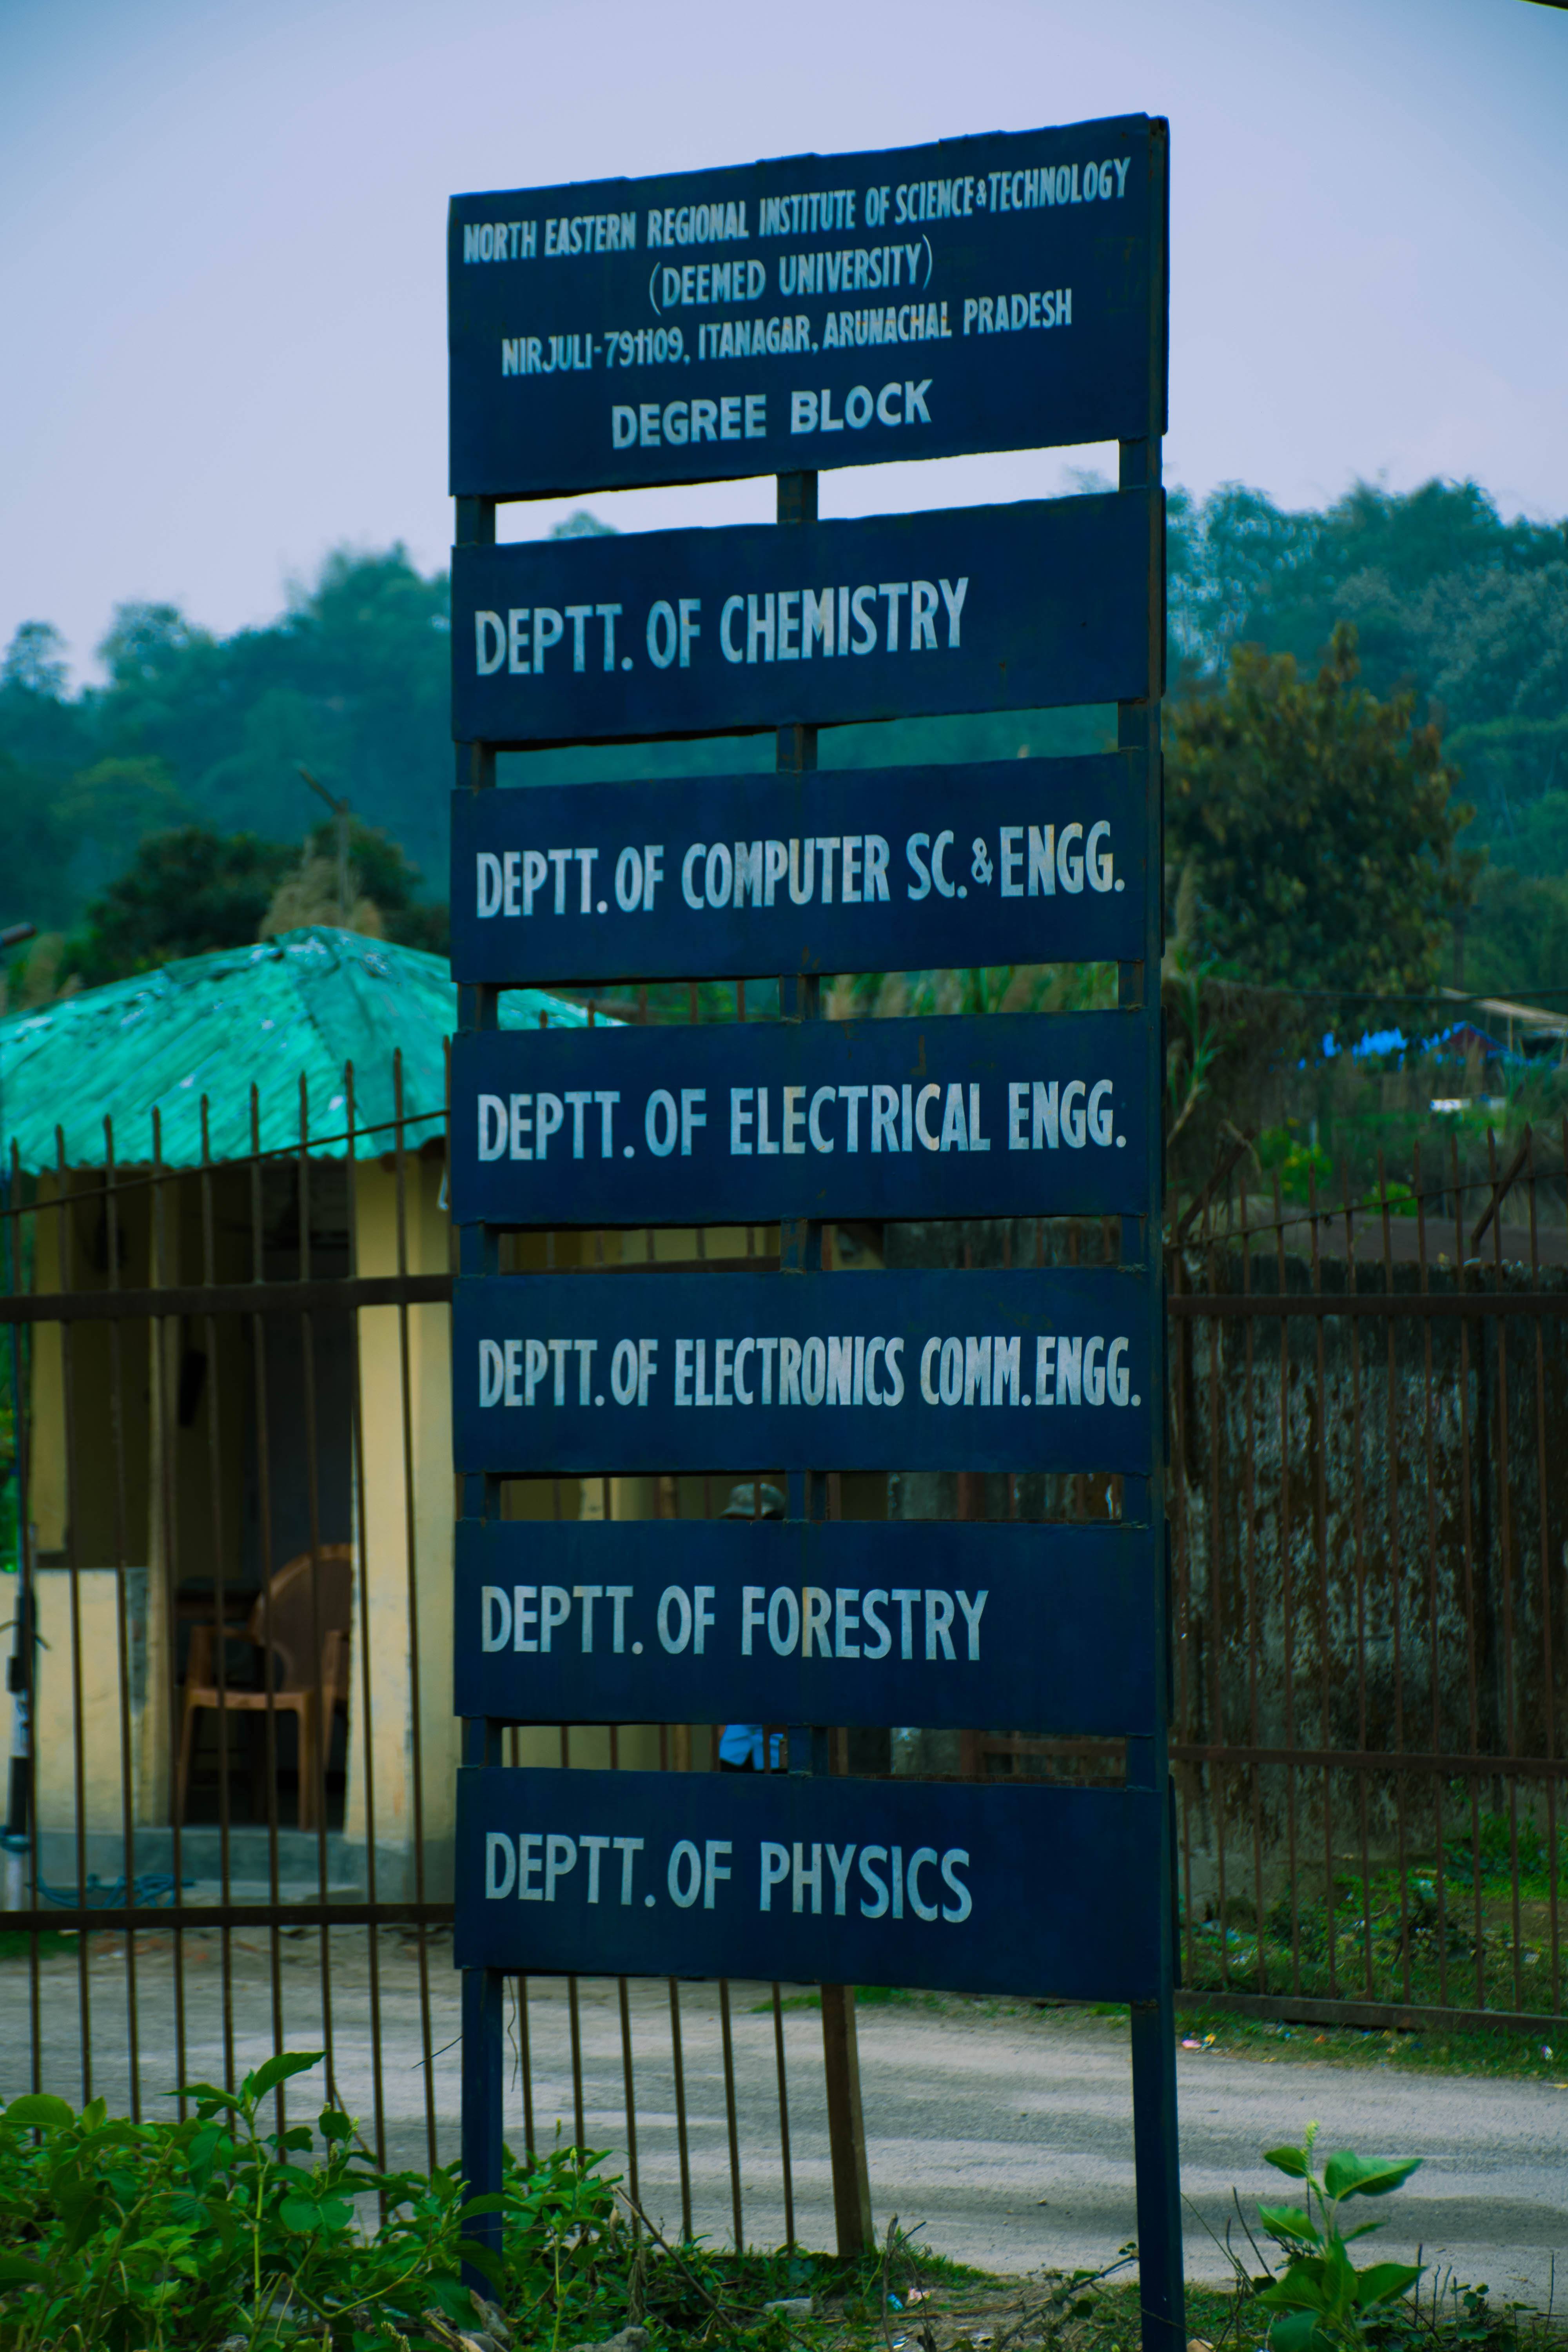 NORTH EASTERN REGIONAL INSTITUTE OF SCIENCE & TECHNOLOGY
(DEEMED UNIVERSITY)
NIRJULI-791109, ITANAGAR, ARUNACHAL PRADESH
DEGREE BLOCK
DEPTT. OF CHEMISTRY
DEPTT. OF COMPUTER SC. & ENGG.
DEPTT. OF ELECTRICAL ENGG.
DEPTT. OF ELECTRONICS COMM. ENGG.
DEPTT. OF FORESTRY
DEPTT. OF PHYSICS